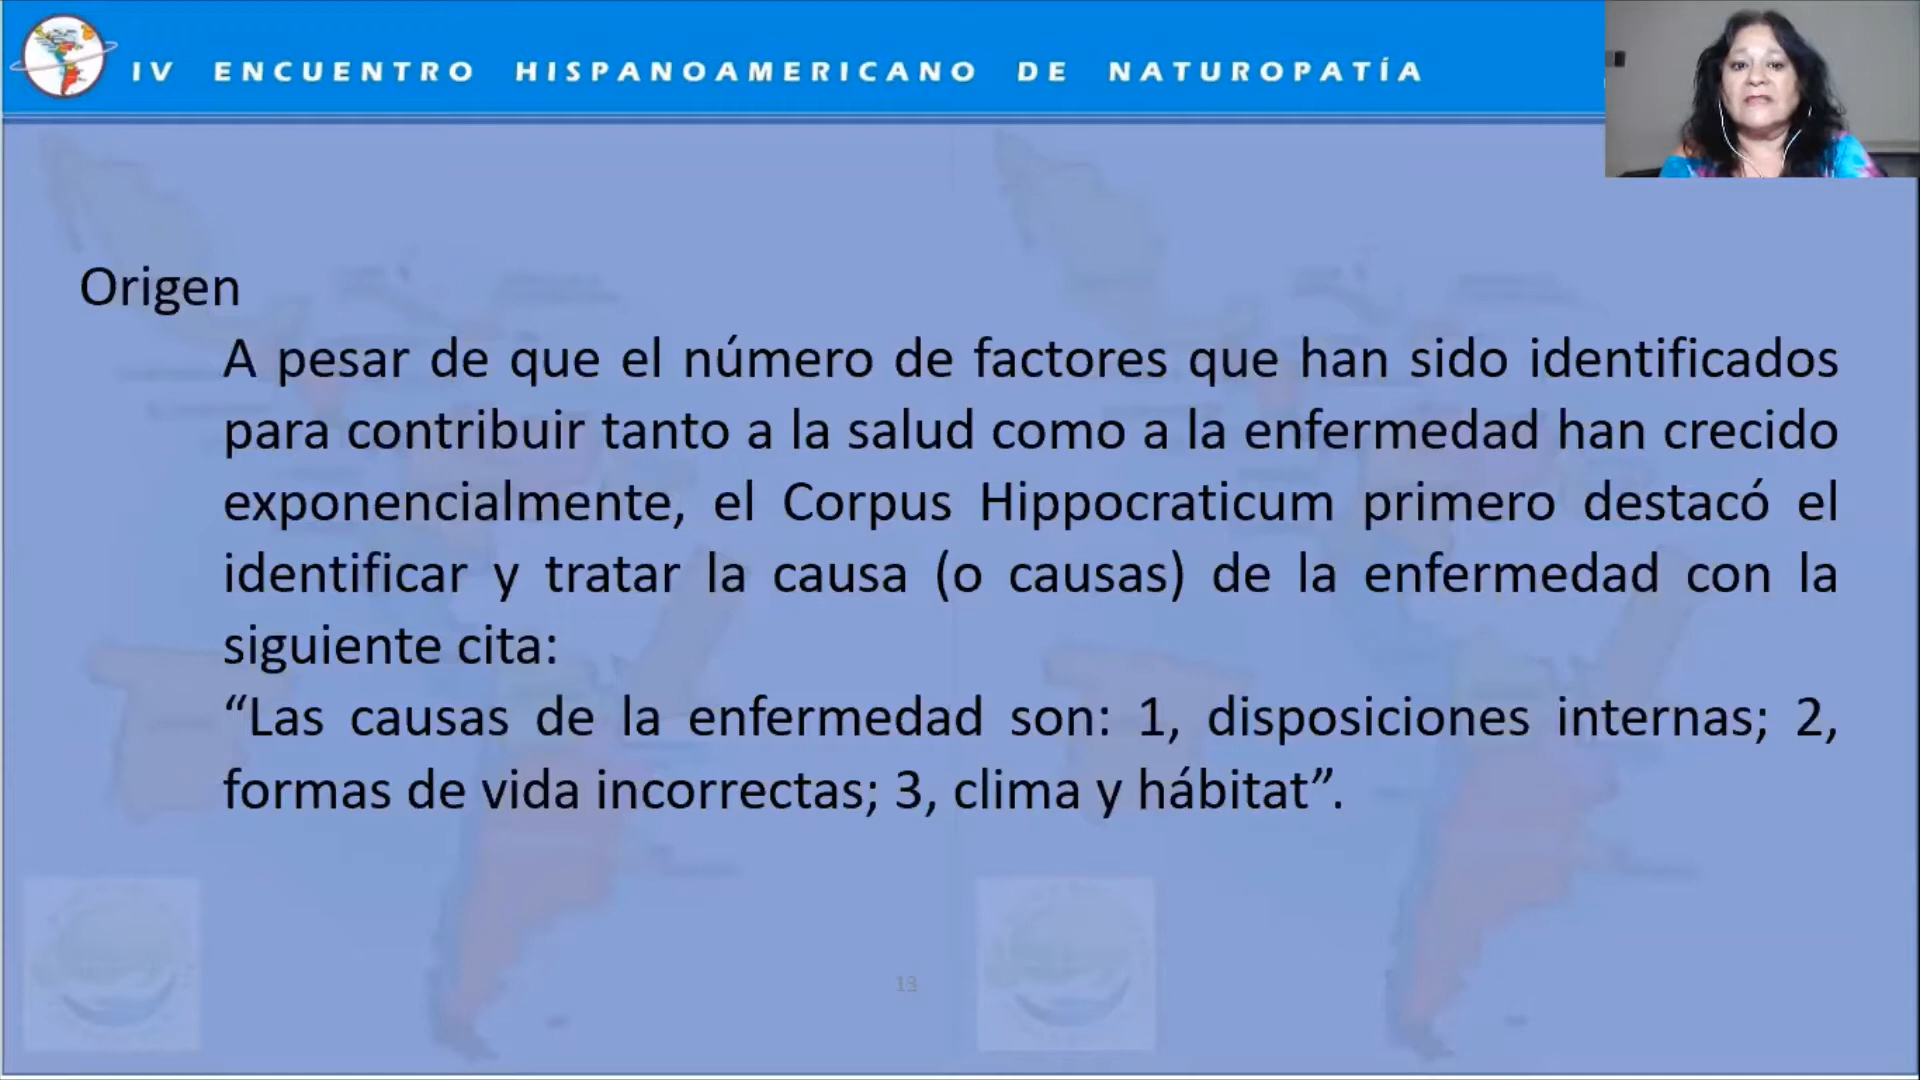 IV ENCUENTRO HISPANOAMERICANO DE NATUROPATÍA
Origen
A pesar de que el número de factores que han sido identificados
para contribuir tanto a la salud como a la enfermedad han crecido
exponencialmente, el Corpus Hippocraticum primero destacó el
identificar y tratar la causa (o causas) de la enfermedad con la
siguiente cita:
“Las causas de la enfermedad son: 1, disposiciones internas; 2,
formas de vida incorrectas; 3, clima y hábitat”.
13